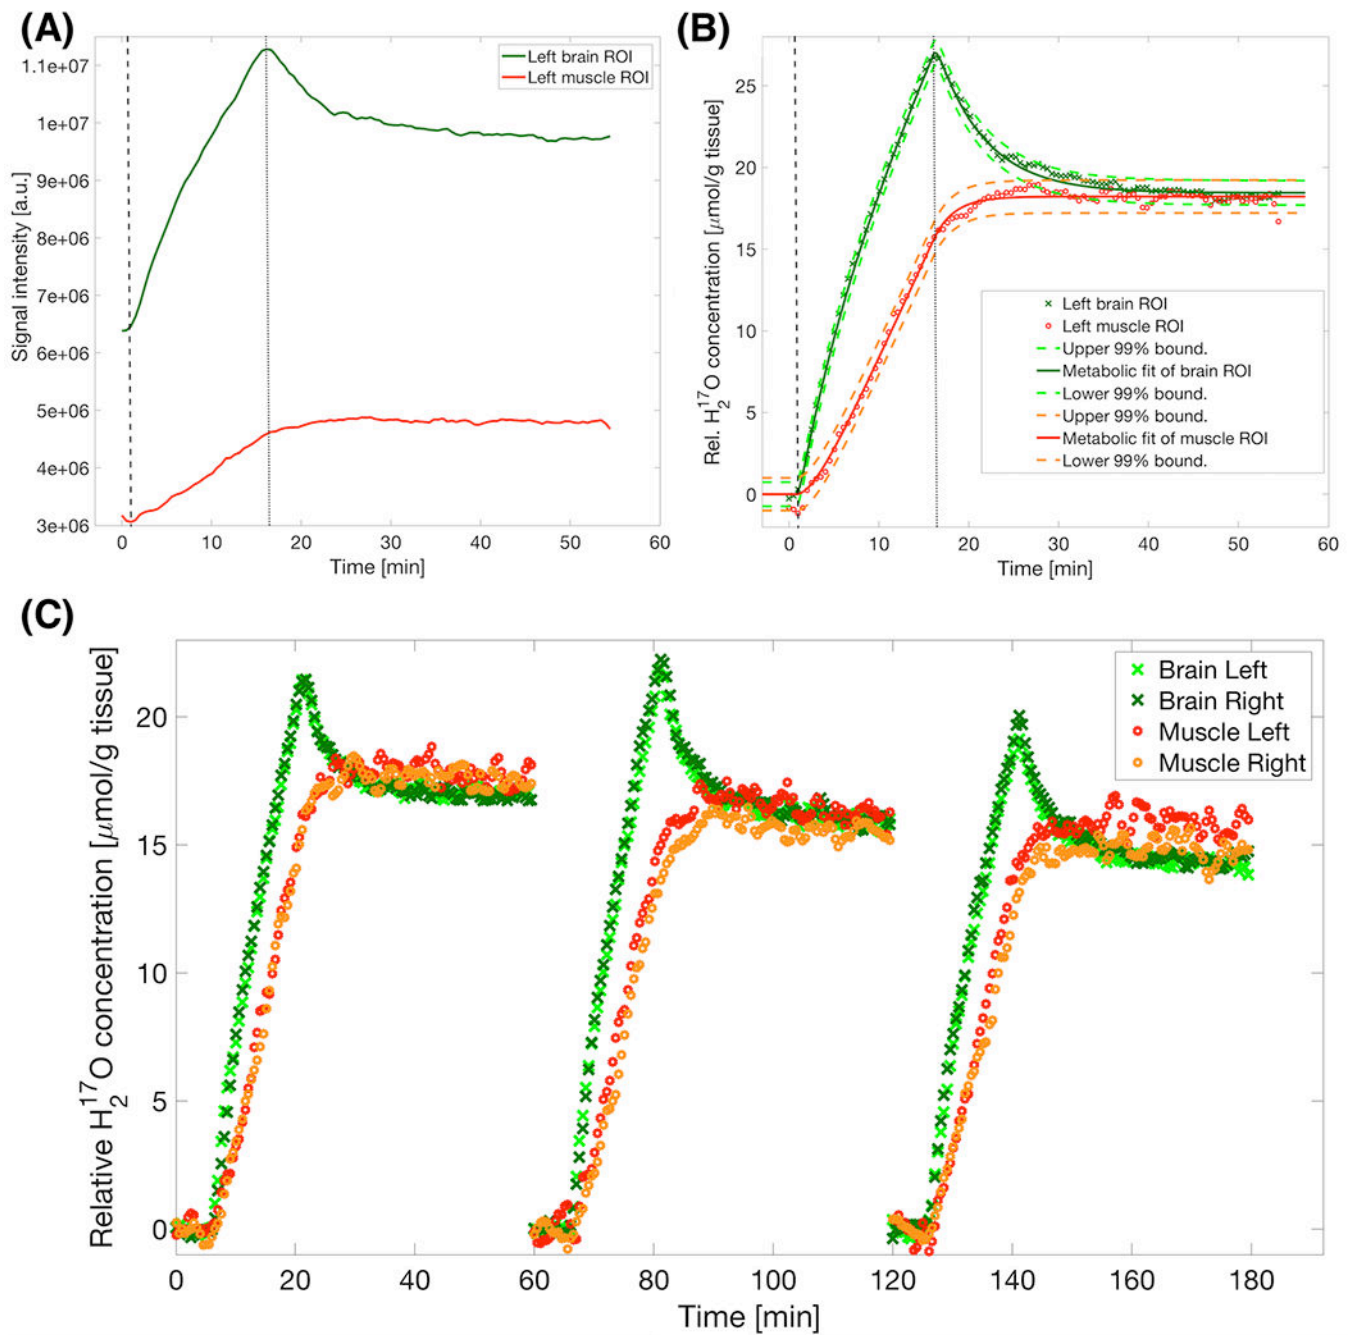 (A)
Left brain ROI
Left muscle ROI
1.1e+07
1e+07
9e+06
8e+06
7e+06
6e+06
5e+06
4e+06
3e+06
Signal intensity [a.u.]
0 10 20 30 40 50 60
Time [min]
(B)
25
20
15
10
5
0
Rel. H₂¹⁷O concentration [μmol/g tissue]
Left brain ROI
Left muscle ROI
Upper 99% bound.
Metabolic fit of brain ROI
Lower 99% bound.
Upper 99% bound.
Metabolic fit of muscle ROI
Lower 99% bound.
0 10 20 30 40 50 60
Time [min]
(C)
Brain Left
Brain Right
Muscle Left
Muscle Right
20
15
10
5
0
Relative H₂¹⁷O concentration [μmol/g tissue]
0 20 40 60 80 100 120 140 160 180
Time [min]